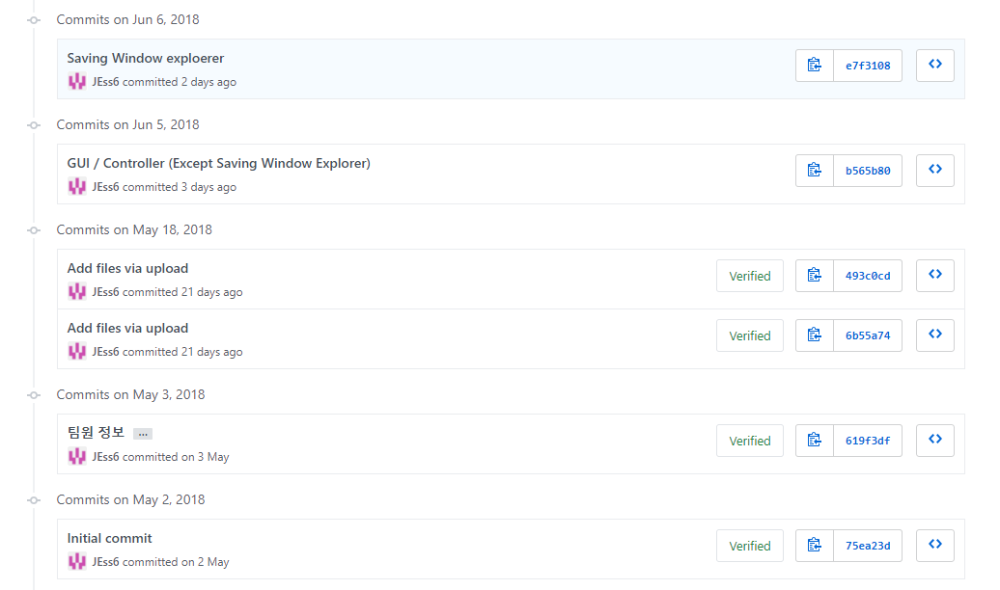 Commits on Jun 6, 2018
Saving Window exploerer
e7f3108
JEss6 committed 2 days ago
Commits on Jun 5, 2018
GUI / Controller (Except Saving Window Explorer)
b565b80
JEss6 committed 3 days ago
Commits on May 18, 2018
Add files via upload
Verified 493c0cd
JEss6 committed 21 days ago
Add files via upload
Verified 6b55a74
JEss6 committed 21 days ago
Commits on May 3, 2018
팀원 정보 …
Verified 619f3df
JEss6 committed on 3 May
Commits on May 2, 2018
Initial commit
Verified 75ea23d
JEss6 committed on 2 May